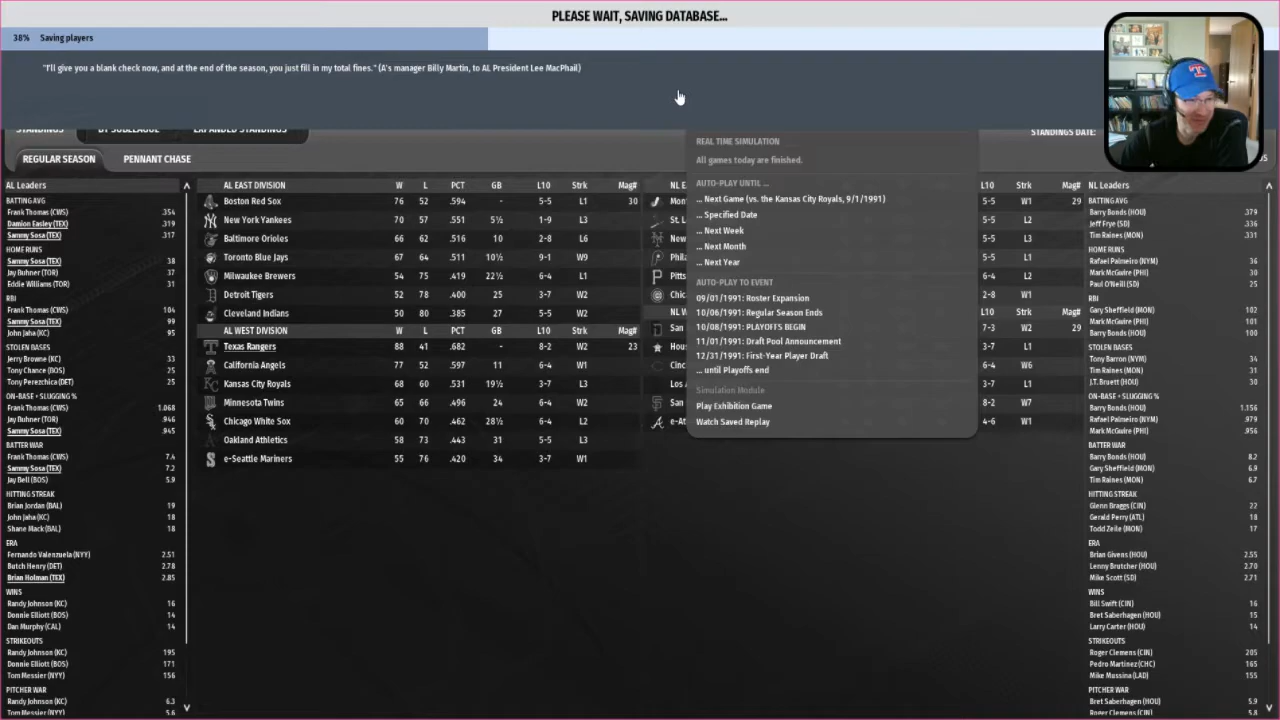 PLEASE WAIT, SAVING DATABASE...
38% Saving players
"I'll give you a blank check now, and at the end of the season, you just fill in my total fines." (A's manager Billy Martin, to AL President Lee MacPhail)
STANDINGS BY SUBLEAGUE EXPANDED STANDINGS
STANDINGS DATE:
REGULAR SEASON PENNANT CHASE
AL Leaders
BATTING AVG
Frank Thomas (CWS) .354
Damion Easley (TEX) .319
Sammy Sosa (TEX) .317
HOME RUNS
Sammy Sosa (TEX) 38
Jay Buhner (TOR) 37
Eddie Williams (TOR) 31
RBI
Frank Thomas (CWS) 104
Sammy Sosa (TEX) 99
John Jaha (KC) 95
STOLEN BASES
Jerry Browne (KC) 33
Tony Chance (BOS) 25
Tony Perezchica (DET) 25
ON-BASE + SLUGGING %
Frank Thomas (CWS) 1.068
Jay Buhner (TOR) .946
Sammy Sosa (TEX) .945
BATTER WAR
Frank Thomas (CWS) 7.4
Sammy Sosa (TEX) 7.2
Jay Bell (BOS) 5.9
HITTING STREAK
Brian Jordan (BAL) 19
John Jaha (KC) 18
Shane Mack (BAL) 18
ERA
Fernando Valenzuela (NYY) 2.51
Butch Henry (DET) 2.78
Brian Holman (TEX) 2.85
WINS
Randy Johnson (KC) 16
Donnie Elliott (BOS) 14
Dan Murphy (CAL) 14
STRIKEOUTS
Randy Johnson (KC) 195
Donnie Elliott (BOS) 171
Tom Messier (NYY) 156
PITCHER WAR
Randy Johnson (KC) 6.3
Tom Messier (NYY) 5.6
AL EAST DIVISION W L PCT GB L10 Strk Mag#
Boston Red Sox 76 52 .594 - 5-5 L1 30
New York Yankees 70 57 .551 5½ 1-9 L3
Baltimore Orioles 66 62 .516 10 2-8 L6
Toronto Blue Jays 67 64 .511 10½ 9-1 W9
Milwaukee Brewers 54 75 .419 22½ 6-4 L1
Detroit Tigers 52 78 .400 25 3-7 W2
Cleveland Indians 50 80 .385 27 5-5 W2
AL WEST DIVISION W L PCT GB L10 Strk Mag#
Texas Rangers 88 41 .682 - 8-2 W2 23
California Angels 77 52 .597 11 6-4 W1
Kansas City Royals 68 60 .531 19½ 3-7 L3
Minnesota Twins 65 66 .496 24 6-4 W2
Chicago White Sox 60 70 .462 28½ 6-4 L2
Oakland Athletics 58 73 .443 31 5-5 L3
e-Seattle Mariners 55 76 .420 34 3-7 W1
REAL TIME SIMULATION
All games today are finished.
AUTO-PLAY UNTIL ...
... Next Game (vs. the Kansas City Royals, 9/1/1991)
... Specified Date
... Next Week
... Next Month
... Next Year
AUTO-PLAY TO EVENT
09/01/1991: Roster Expansion
10/06/1991: Regular Season Ends
10/08/1991: PLAYOFFS BEGIN
11/01/1991: Draft Pool Announcement
12/31/1991: First-Year Player Draft
... until Playoffs end
Simulation Module
Play Exhibition Game
Watch Saved Replay
NL E
Mon
St. L
New
Phila
Pitts
Chic
NL W
San
Hous
Cinc
Los
San
e-At
L10 Strk Mag#
5-5 W1 29
5-5 L2
5-5 L3
5-5 L1
6-4 L2
2-8 W1
L10 Strk Mag#
7-3 W2 29
3-7 L1
6-4 W6
3-7 L1
8-2 W7
4-6 W1
NL Leaders
BATTING AVG
Barry Bonds (HOU) .379
Jeff Frye (SD) .336
Tim Raines (MON) .331
HOME RUNS
Rafael Palmeiro (NYM) 36
Mark McGwire (PHI) 30
Paul O'Neill (SD) 25
RBI
Gary Sheffield (MON) 102
Mark McGwire (PHI) 101
Barry Bonds (HOU) 100
STOLEN BASES
Tony Barron (NYM) 34
Tim Raines (MON) 31
J.T. Bruett (HOU) 30
ON-BASE + SLUGGING %
Barry Bonds (HOU) 1.156
Rafael Palmeiro (NYM) .979
Mark McGwire (PHI) .956
BATTER WAR
Barry Bonds (HOU) 8.2
Gary Sheffield (MON) 6.9
Tim Raines (MON) 6.7
HITTING STREAK
Glenn Braggs (CIN) 22
Gerald Perry (ATL) 18
Todd Zeile (MON) 17
ERA
Brian Givens (HOU) 2.55
Lenny Brutcher (HOU) 2.70
Mike Scott (SD) 2.71
WINS
Bill Swift (CIN) 16
Bret Saberhagen (HOU) 15
Larry Carter (HOU) 14
STRIKEOUTS
Roger Clemens (CIN) 205
Pedro Martinez (CHC) 165
Mike Mussina (LAD) 155
PITCHER WAR
Bret Saberhagen (HOU) 5.9
Roger Clemens (CIN) 5.8